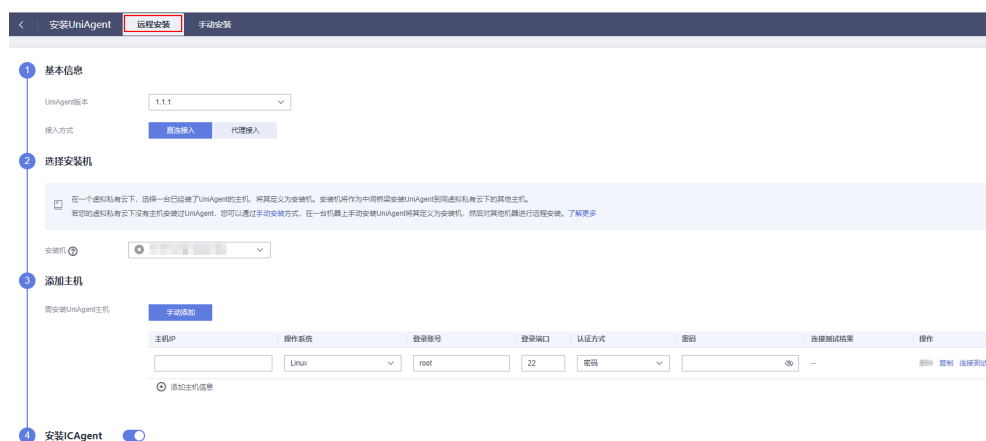 安装UniAgent 远程安装 手动安装
1 基本信息
UniAgent版本 1.1.1
接入方式 直连接入 代理接入
2 选择安装机
在一个虚拟私有云下，选择一台已经装了UniAgent的主机，将其定义为安装机。安装机将作为中间桥梁安装UniAgent到同虚拟私有云下的其他主机。
若您的虚拟私有云下没有主机安装过UniAgent，您可以通过手动安装方式，在一台机器上手动安装UniAgent将其定义为安装机，然后对其他机器进行远程安装。了解更多
安装机
3 添加主机
需安装UniAgent主机 手动添加
主机IP 操作系统 登录账号 登录端口 认证方式 密码 连接测试结果 操作
Linux root 22 密码 -- 删除 复制 连接测试
添加主机信息
4 安装ICAgent